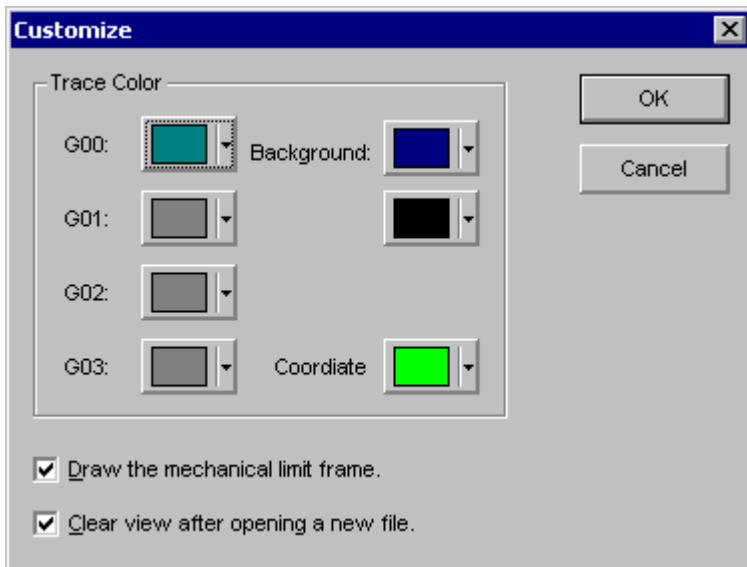 Customize
Trace Color
G00:
Background:
G01:
G02:
G03:
Coordiate
OK
Cancel
Draw the mechanical limit frame.
Clear view after opening a new file.